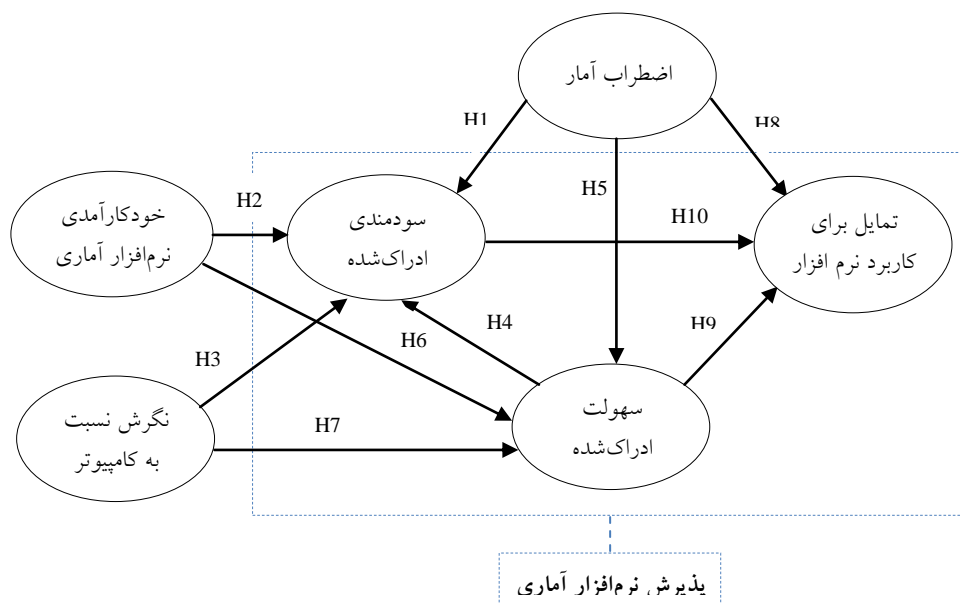 اضطراب آمار
H1
H8
خودکارآمدی
نرم‌افزار آماری
H2
سودمندی
ادراک‌شده
H5
H10
تمایل برای
کاربرد نرم افزار
H3
H6
H4
H9
نگرش نسبت
به کامپیوتر
H7
سهولت
ادراک‌شده
پذیرش نرم‌افزار آماری